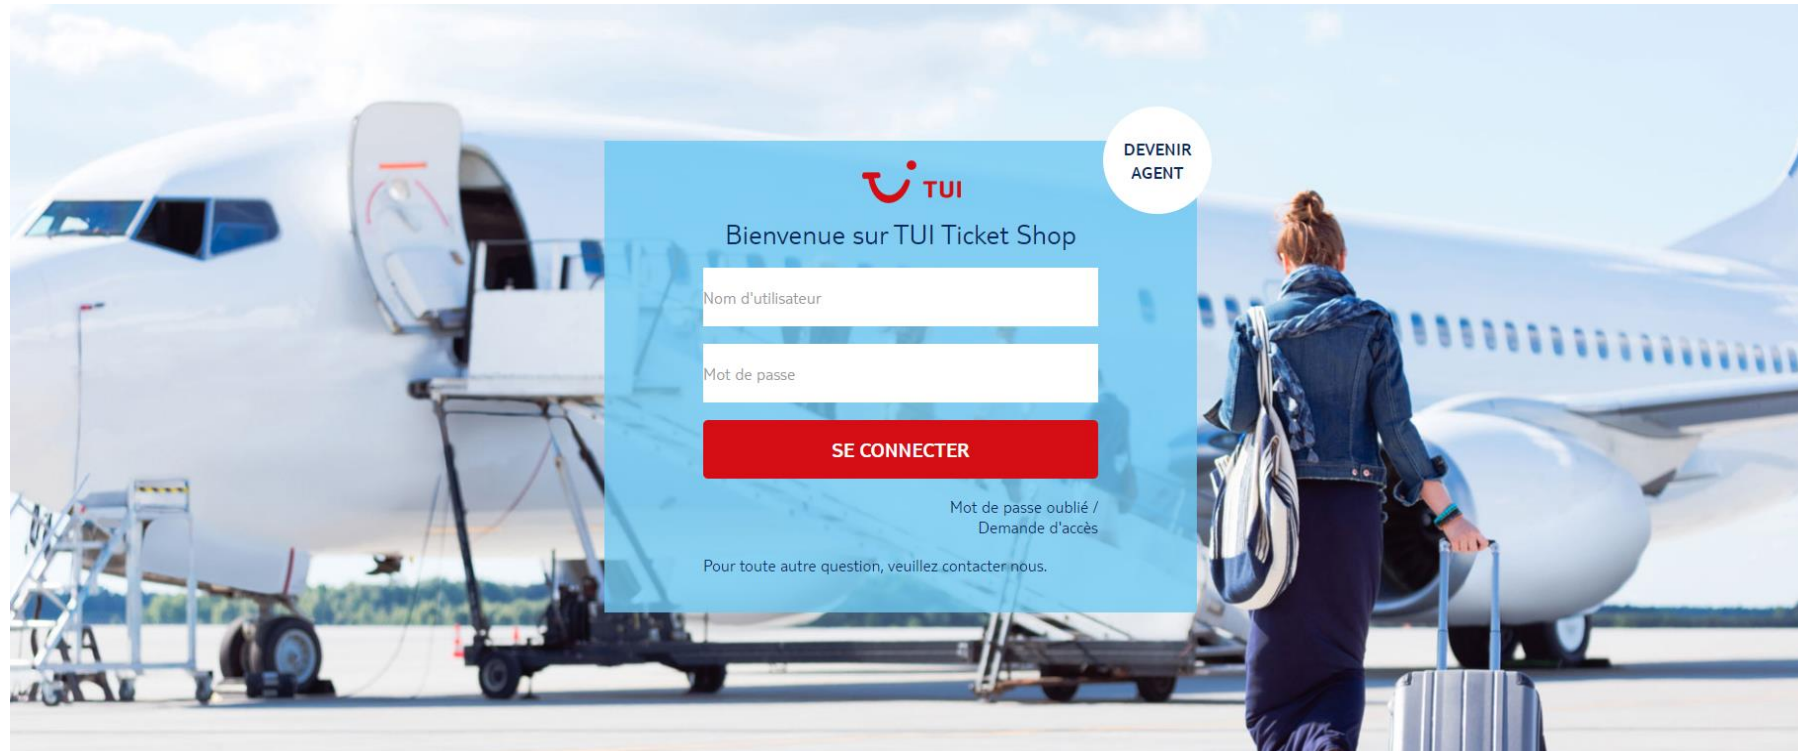 DEVENIR
AGENT
TUI
Bienvenue sur TUI Ticket Shop
Nom d'utilisateur
Mot de passe
SE CONNECTER
Mot de passe oublié /
Demande d'accès
Pour toute autre question, veuillez contacter nous.